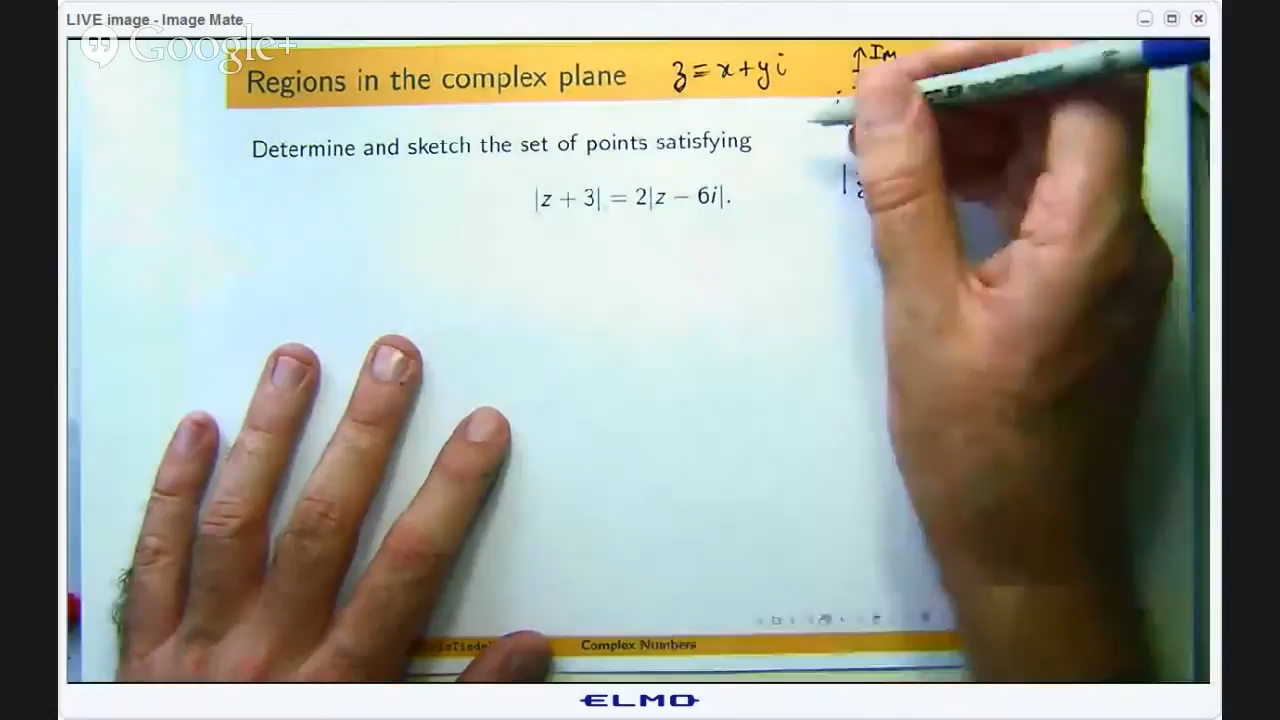 LIVE image - Image Mate
Google+
Regions in the complex plane z = x + yi
Im
Determine and sketch the set of points satisfying
|z + 3| = 2|z − 6i|.
Complex Numbers
ELMO